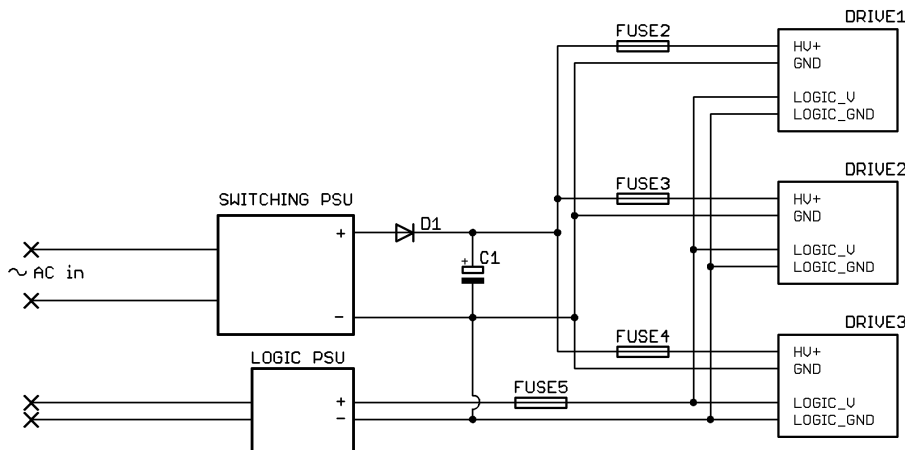 DRIVE1
FUSE2
HV+
GND
LOGIC_V
LOGIC_GND
DRIVE2
FUSE3
HV+
GND
LOGIC_V
LOGIC_GND
SWITCHING PSU
+
D1
~ AC in
+
C1
-
DRIVE3
FUSE4
HV+
GND
LOGIC_V
LOGIC_GND
LOGIC PSU
+
-
FUSE5